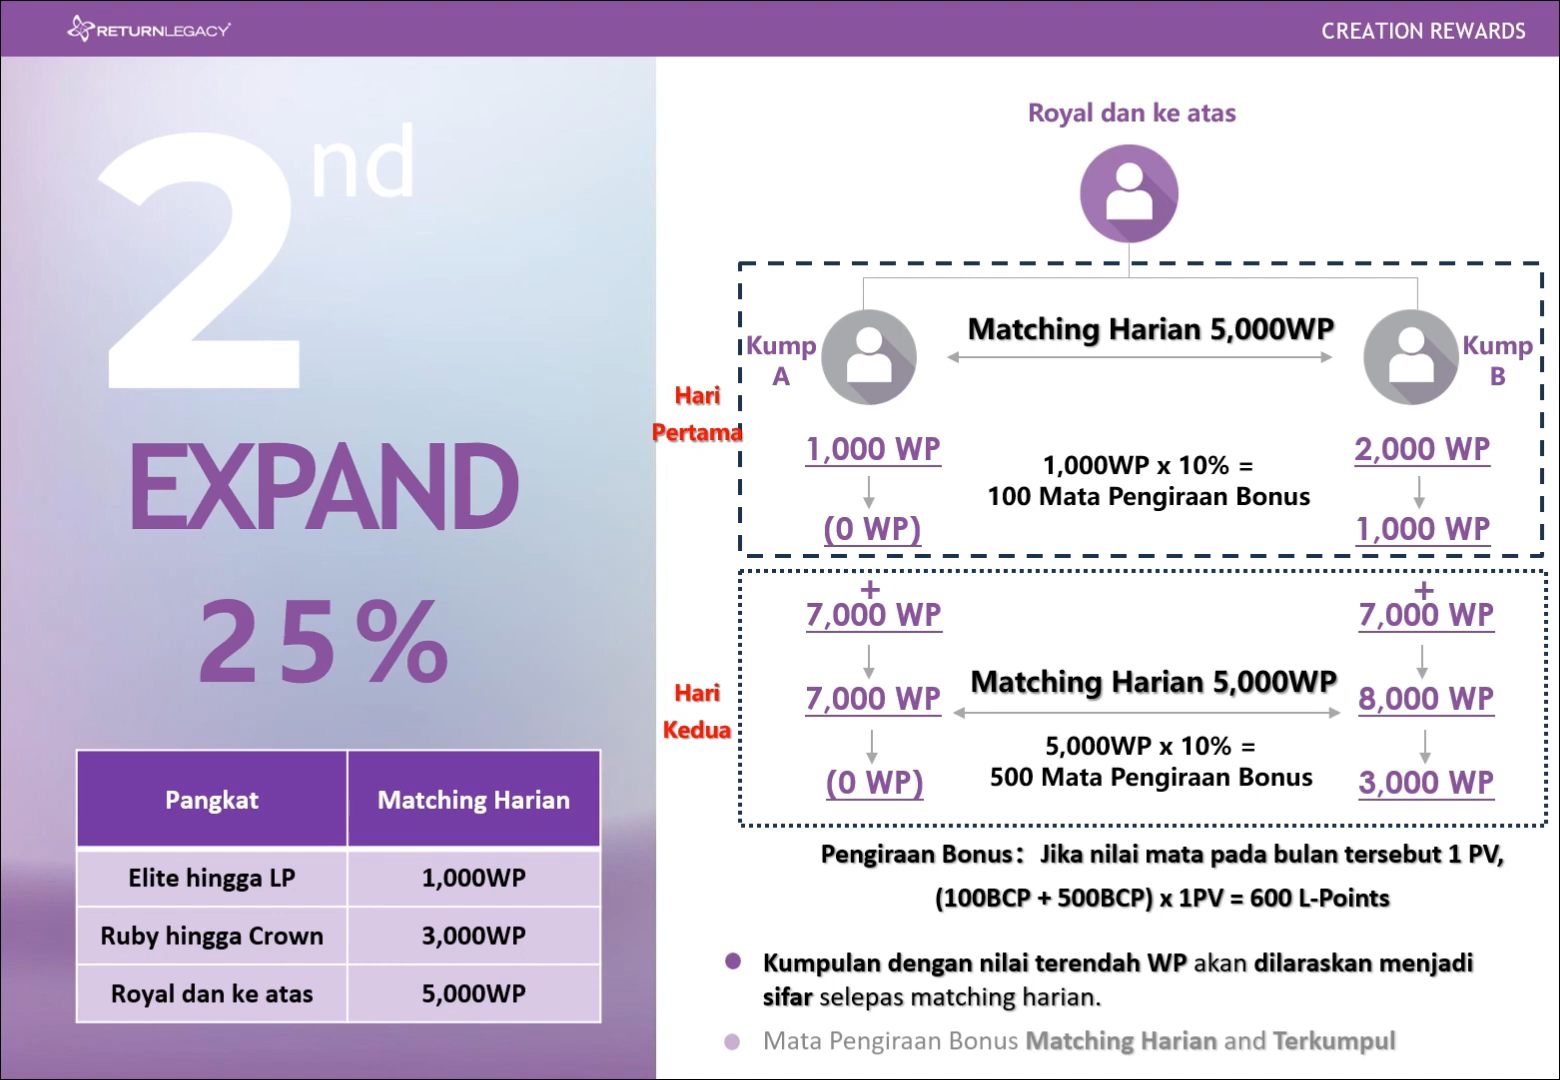 RETURNLEGACY
CREATION REWARDS
2nd
EXPAND
25%
Pangkat
Matching Harian
Elite hingga LP
1,000WP
Ruby hingga Crown
3,000WP
Royal dan ke atas
5,000WP
Royal dan ke atas
Hari
Pertama
Kump
A
Matching Harian 5,000WP
Kump
B
1,000 WP
1,000WP x 10% =
100 Mata Pengiraan Bonus
2,000 WP
(0 WP)
1,000 WP
Hari
Kedua
+
7,000 WP
+
7,000 WP
7,000 WP
Matching Harian 5,000WP
8,000 WP
5,000WP x 10% =
500 Mata Pengiraan Bonus
(0 WP)
3,000 WP
Pengiraan Bonus：Jika nilai mata pada bulan tersebut 1 PV,
(100BCP + 500BCP) x 1PV = 600 L-Points
● Kumpulan dengan nilai terendah WP akan dilaraskan menjadi
sifar selepas matching harian.
● Mata Pengiraan Bonus Matching Harian and Terkumpul